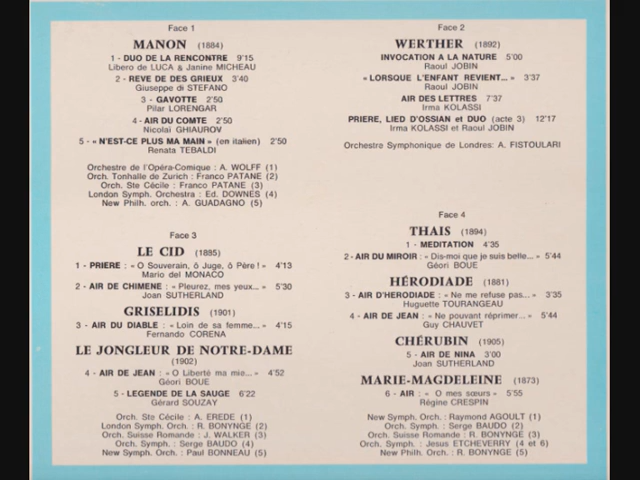 Face 1
MANON (1884)
1 - DUO DE LA RENCONTRE 9'15
Libero de LUCA & Janine MICHEAU
2 - REVE DE DES GRIEUX 3'40
Giuseppe di STEFANO
3 - GAVOTTE 2'50
Pilar LORENGAR
4 - AIR DU COMTE 2'50
Nicolaï GHIAUROV
5 - « N'EST-CE PLUS MA MAIN » (en italien) 2'50
Renata TEBALDI
Orchestre de l'Opéra-Comique : A. WOLFF (1)
Orch. Tonhalle de Zurich : Franco PATANE (2)
Orch. Ste Cécile : Franco PATANE (3)
London Symph. Orchestra : Ed. DOWNES (4)
New Philh. orch. : A. GUADAGNO (5)
Face 2
WERTHER (1892)
INVOCATION A LA NATURE 5'00
Raoul JOBIN
« LORSQUE L'ENFANT REVIENT... » 3'37
Raoul JOBIN
AIR DES LETTRES 7'37
Irma KOLASSI
PRIERE, LIED D'OSSIAN et DUO (acte 3) 12'17
Irma KOLASSI et Raoul JOBIN
Orchestre Symphonique de Londres: A. FISTOULARI
Face 3
LE CID (1885)
1 - PRIERE : « O Souverain, ô Juge, ô Père ! » 4'13
Mario del MONACO
2 - AIR DE CHIMENE : « Pleurez, mes yeux... » 5'30
Joan SUTHERLAND
GRISELIDIS (1901)
3 - AIR DU DIABLE : « Loin de sa femme... » 4'15
Fernando CORENA
LE JONGLEUR DE NOTRE-DAME
(1902)
4 - AIR DE JEAN : « O Liberté ma mie... » 4'52
Géori BOUE
5 - LEGENDE DE LA SAUGE 6'22
Gérard SOUZAY
Orch. Ste Cécile : A. EREDE (1)
London Symph. Orch. : R. BONYNGE (2)
Orch. Suisse Romande : J. WALKER (3)
Orch. Symph. : Serge BAUDO (4)
New Symph. Orch. : Paul BONNEAU (5)
Face 4
THAIS (1894)
1 - MEDITATION 4'35
2 - AIR DU MIROIR : « Dis-moi que je suis belle... » 5'44
Géori BOUE
HÉRODIADE (1881)
3 - AIR D'HERODIADE : « Ne me refuse pas... » 3'35
Huguette TOURANGEAU
4 - AIR DE JEAN : « Ne pouvant réprimer... » 5'44
Guy CHAUVET
CHÉRUBIN (1905)
5 - AIR DE NINA 3'00
Joan SUTHERLAND
MARIE-MAGDELEINE (1873)
6 - AIR : « O mes sœurs » 5'55
Régine CRESPIN
New Symph. Orch. : Raymond AGOULT (1)
Orch. Symph. : Serge BAUDO (2)
Orch. Suisse Romande : R. BONYNGE (3)
Orch. Symph. : Jesus ETCHEVERRY (4 et 6)
New Philh. Orch. : R. BONYNGE (5)